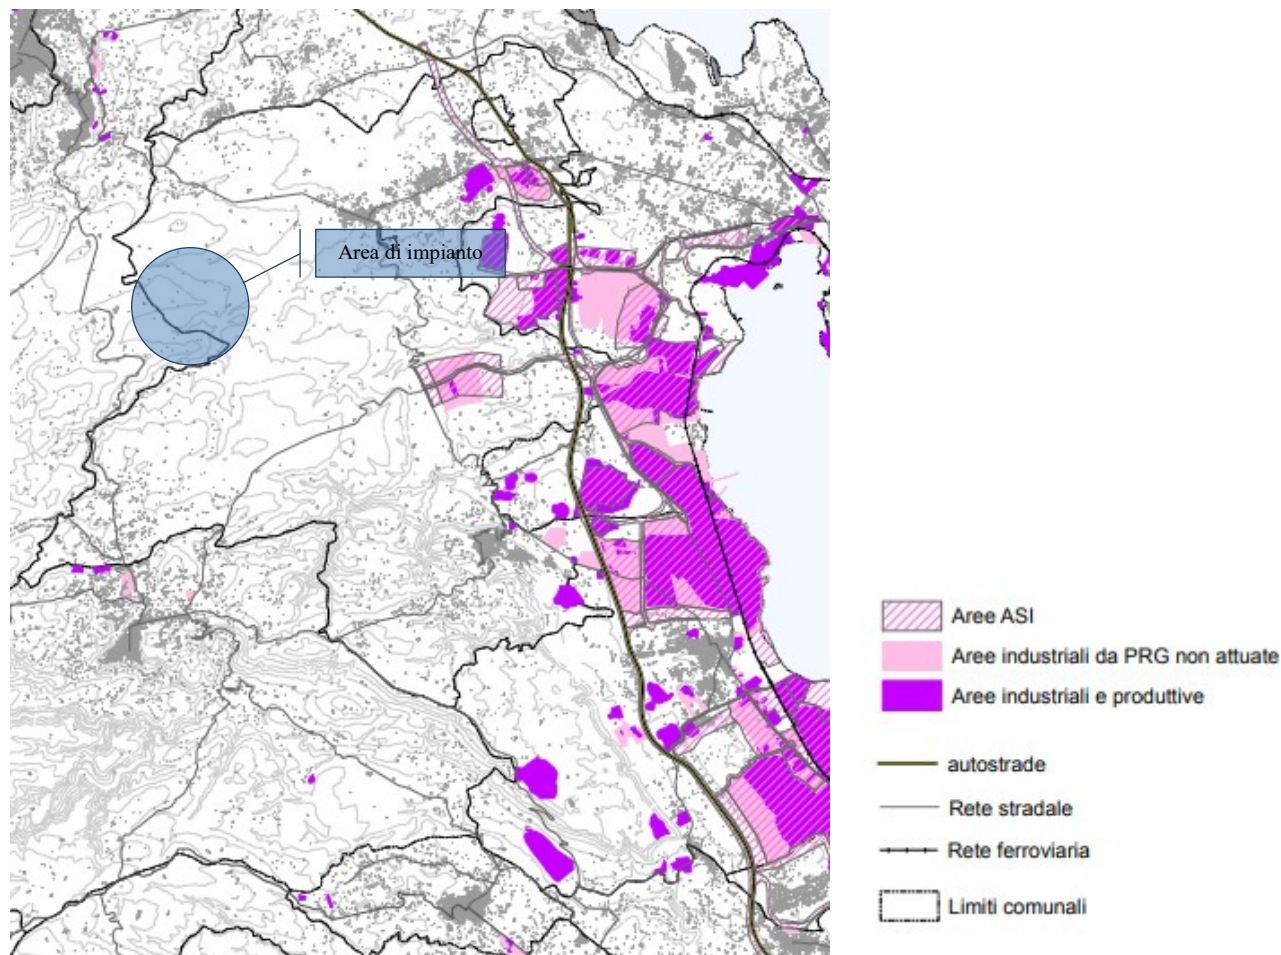 Area di impianto
Aree ASI
Aree industriali da PRG non attuate
Aree industriali e produttive
autostrade
Rete stradale
Rete ferroviaria
Limiti comunali